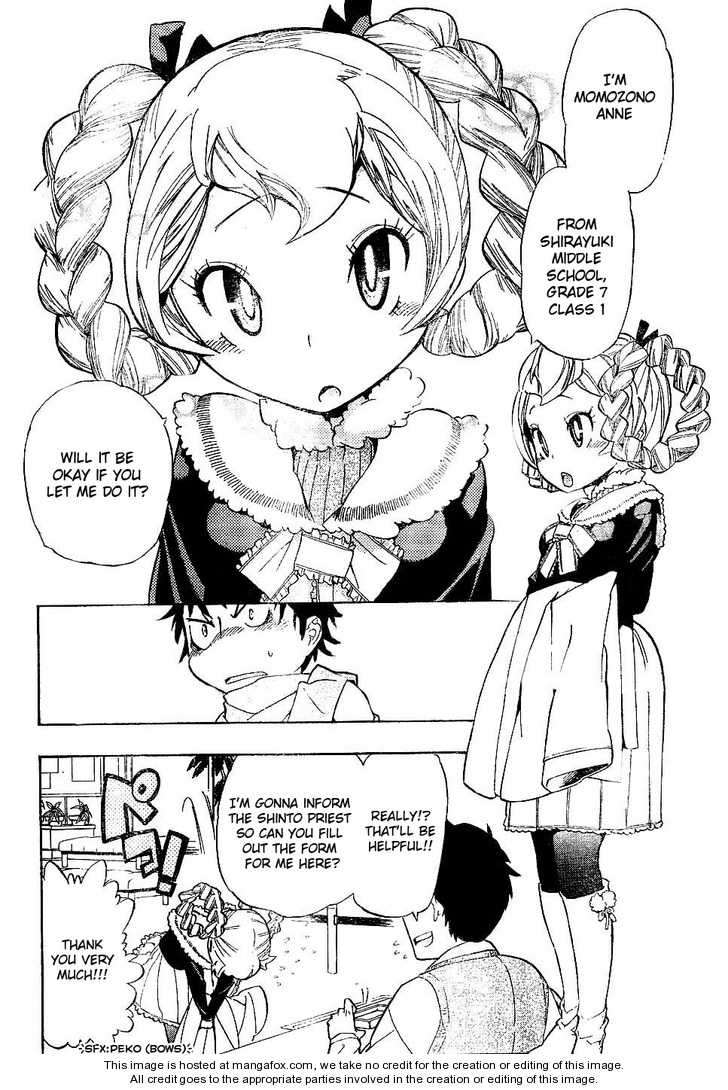 I'M
MOMOZONO
ANNE
FROM
SHIRAYUKI
MIDDLE
SCHOOL,
GRADE 7
CLASS 1
WILL IT BE
OKAY IF YOU
LET ME DO IT?
REALLY!?
THAT'LL BE
HELPFUL!!
I'M GONNA INFORM
THE SHINTO PRIEST
SO CAN YOU FILL
OUT THE FORM
FOR ME HERE?
ペコ!
THANK
YOU VERY
MUCH!!!
SFX:PEKO (BOWS)
This image is hosted at mangafox.com, we take no credit for the creation or editing of this image.
All credit goes to the appropriate parties involved in the creation and editing of this image.